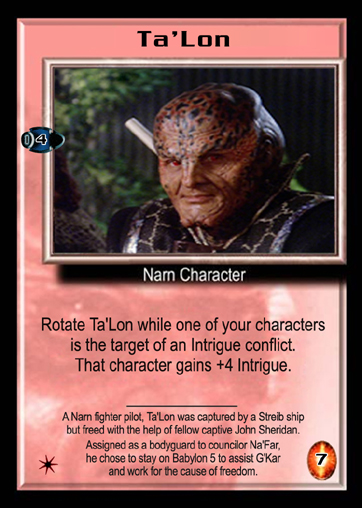 Ta'Lon
4
Narn Character
Rotate Ta'Lon while one of your characters
is the target of an Intrigue conflict.
That character gains +4 Intrigue.
A Narn fighter pilot, Ta'Lon was captured by a Streib ship
but freed with the help of fellow captive John Sheridan.
Assigned as a bodyguard to councilor Na'Far,
he chose to stay on Babylon 5 to assist G'Kar
and work for the cause of freedom.
7